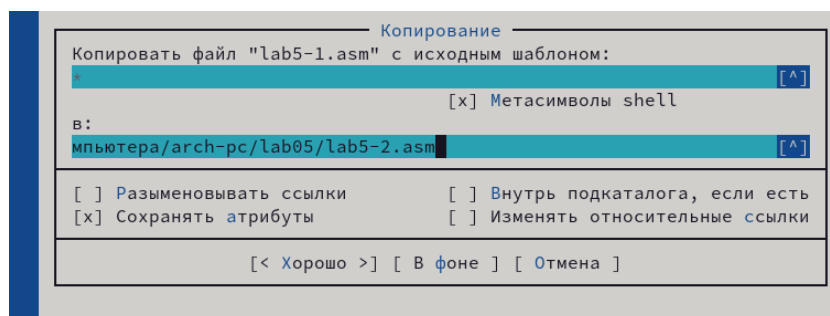 Копирование
Копировать файл "lab5-1.asm" с исходным шаблоном:
* [^]
[x] Метасимволы shell
в:
мпьютера/arch-pc/lab05/lab5-2.asm [^]
[ ] Разыменовывать ссылки [ ] Внутрь подкаталога, если есть
[x] Сохранять атрибуты [ ] Изменять относительные ссылки
[< Хорошо >] [ В фоне ] [ Отмена ]